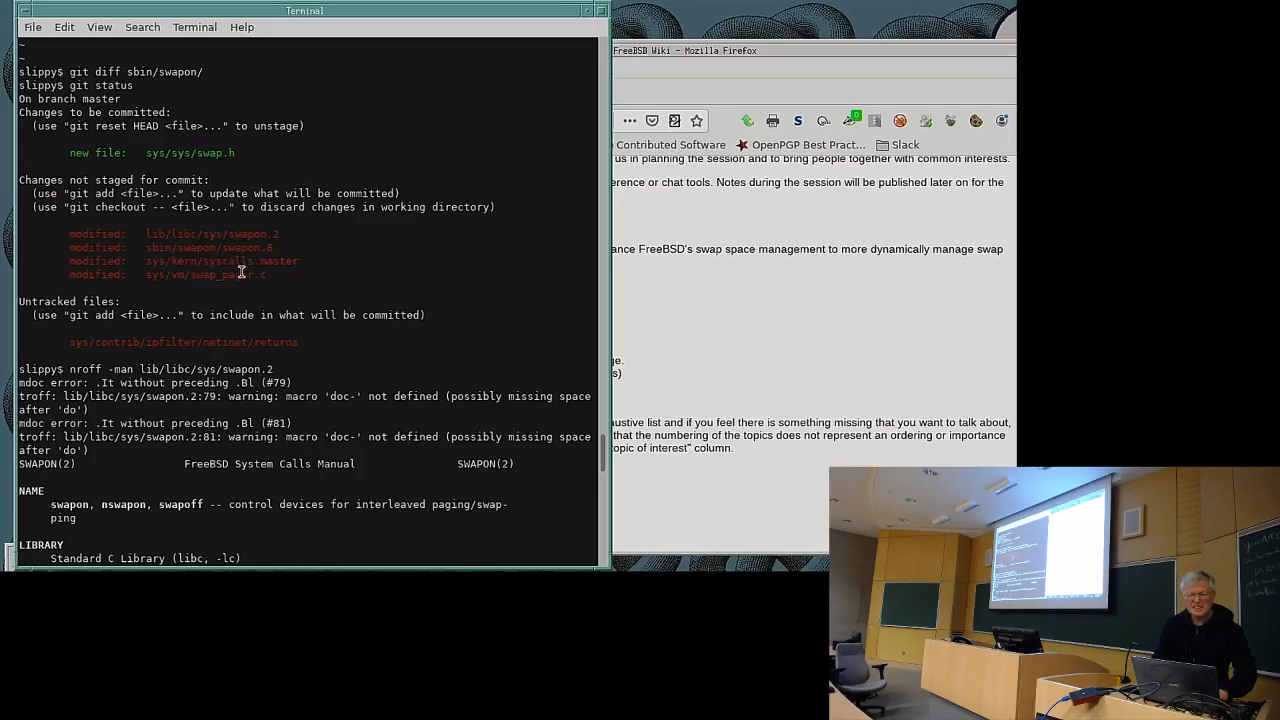 Terminal
File Edit View Search Terminal Help
~
~
slippy$ git diff sbin/swapon/
slippy$ git status
On branch master
Changes to be committed:
(use "git reset HEAD <file>..." to unstage)
new file: sys/sys/swap.h
Changes not staged for commit:
(use "git add <file>..." to update what will be committed)
(use "git checkout -- <file>..." to discard changes in working directory)
modified: lib/libc/sys/swapon.2
modified: sbin/swapon/swapon.8
modified: sys/kern/syscalls.master
modified: sys/vm/swap_pager.c
Untracked files:
(use "git add <file>..." to include in what will be committed)
sys/contrib/ipfilter/netinet/returns
slippy$ nroff -man lib/libc/sys/swapon.2
mdoc error: .It without preceding .Bl (#79)
troff: lib/libc/sys/swapon.2:79: warning: macro 'doc-' not defined (possibly missing space
after 'do')
mdoc error: .It without preceding .Bl (#81)
troff: lib/libc/sys/swapon.2:81: warning: macro 'doc-' not defined (possibly missing space
after 'do')
SWAPON(2) FreeBSD System Calls Manual SWAPON(2)
NAME
swapon, nswapon, swapoff -- control devices for interleaved paging/swap-
ping
LIBRARY
Standard C Library (libc, -lc)
FreeBSD Wiki - Mozilla Firefox
0
Contributed Software OpenPGP Best Pract... Slack
us in planning the session and to bring people together with common interests.
erence or chat tools. Notes during the session will be published later on for the
ance FreeBSD's swap space management to more dynamically manage swap
ge.
s)
austive list and if you feel there is something missing that you want to talk about,
that the numbering of the topics does not represent an ordering or importance
topic of interest" column.